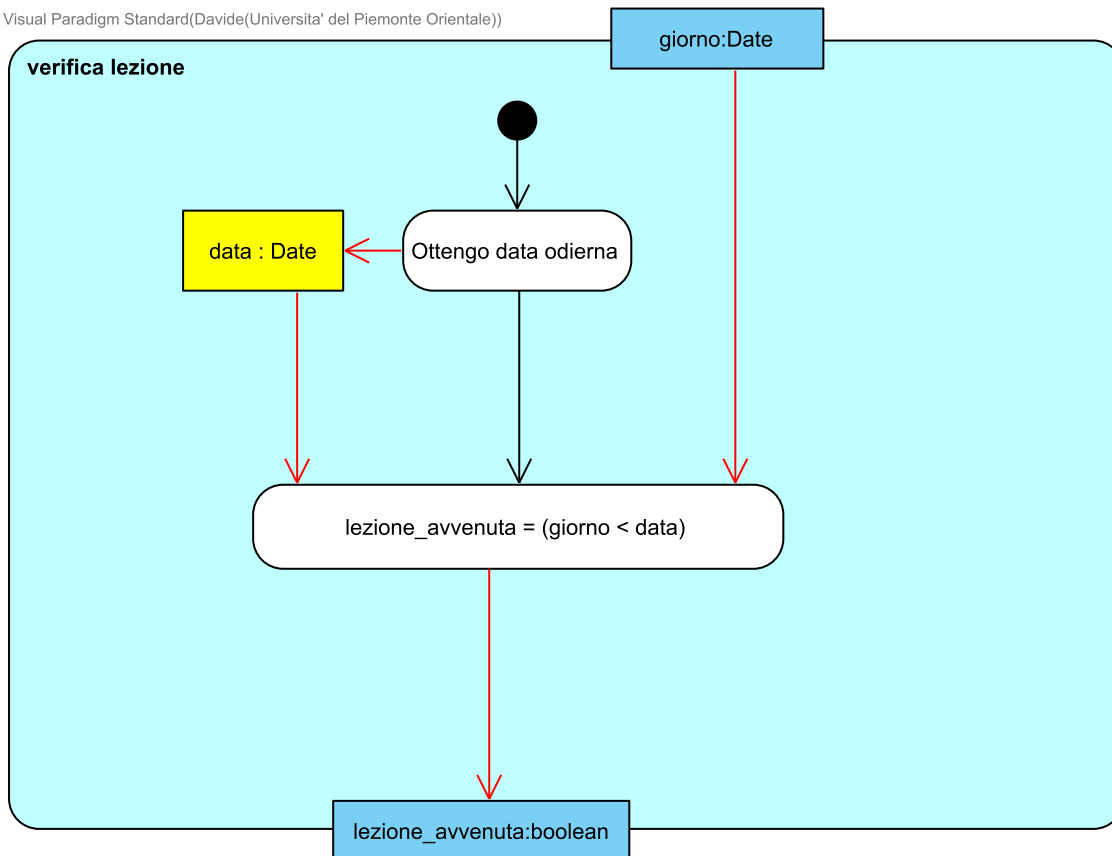 Visual Paradigm Standard(Davide(Universita' del Piemonte Orientale))
giorno:Date
verifica lezione
data : Date
Ottengo data odierna
lezione_avvenuta = (giorno < data)
lezione_avvenuta:boolean